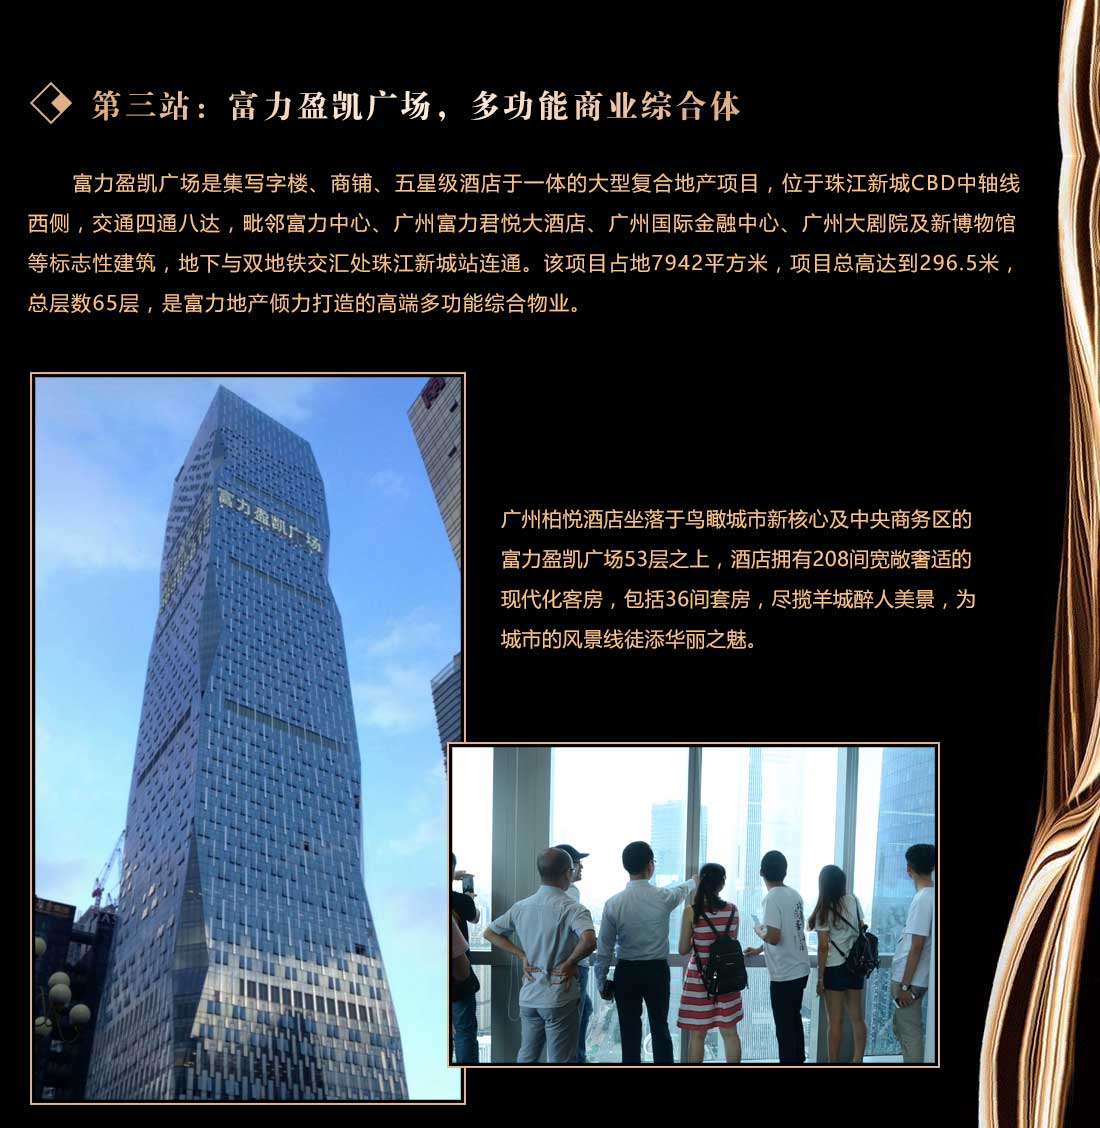 第三站：富力盈凯广场，多功能商业综合体
富力盈凯广场是集写字楼、商铺、五星级酒店于一体的大型复合地产项目，位于珠江新城CBD中轴线
西侧，交通四通八达，毗邻富力中心、广州富力君悦大酒店、广州国际金融中心、广州大剧院及新博物馆
等标志性建筑，地下与双地铁交汇处珠江新城站连通。该项目占地7942平方米，项目总高达到296.5米，
总层数65层，是富力地产倾力打造的高端多功能综合物业。
富力盈凯广场
广州柏悦酒店坐落于鸟瞰城市新核心及中央商务区的
富力盈凯广场53层之上，酒店拥有208间宽敞奢适的
现代化客房，包括36间套房，尽揽羊城醉人美景，为
城市的风景线徒添华丽之魅。